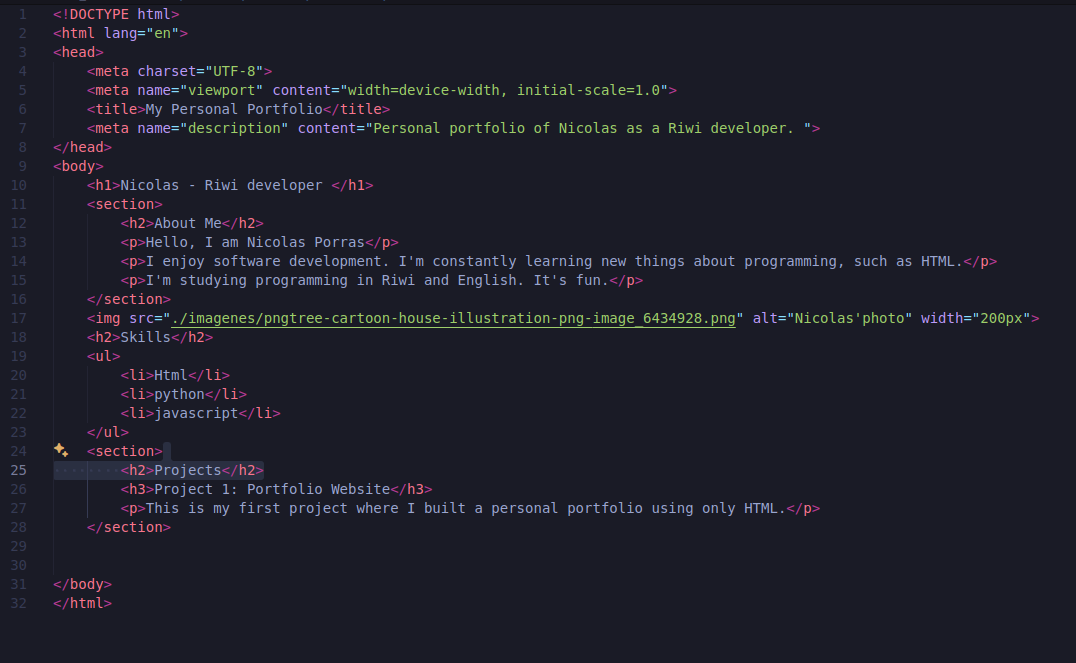 1 <!DOCTYPE html>
2 <html lang="en">
3 <head>
4     <meta charset="UTF-8">
5     <meta name="viewport" content="width=device-width, initial-scale=1.0">
6     <title>My Personal Portfolio</title>
7     <meta name="description" content="Personal portfolio of Nicolas as a Riwi developer. ">
8 </head>
9 <body>
10     <h1>Nicolas - Riwi developer </h1>
11     <section>
12         <h2>About Me</h2>
13         <p>Hello, I am Nicolas Porras</p>
14         <p>I enjoy software development. I'm constantly learning new things about programming, such as HTML.</p>
15         <p>I'm studying programming in Riwi and English. It's fun.</p>
16     </section>
17     <img src="./imagenes/pngtree-cartoon-house-illustration-png-image_6434928.png" alt="Nicolas'photo" width="200px">
18     <h2>Skills</h2>
19     <ul>
20         <li>Html</li>
21         <li>python</li>
22         <li>javascript</li>
23     </ul>
24     <section>
25         <h2>Projects</h2>
26         <h3>Project 1: Portfolio Website</h3>
27         <p>This is my first project where I built a personal portfolio using only HTML.</p>
28     </section>
29
30
31 </body>
32 </html>